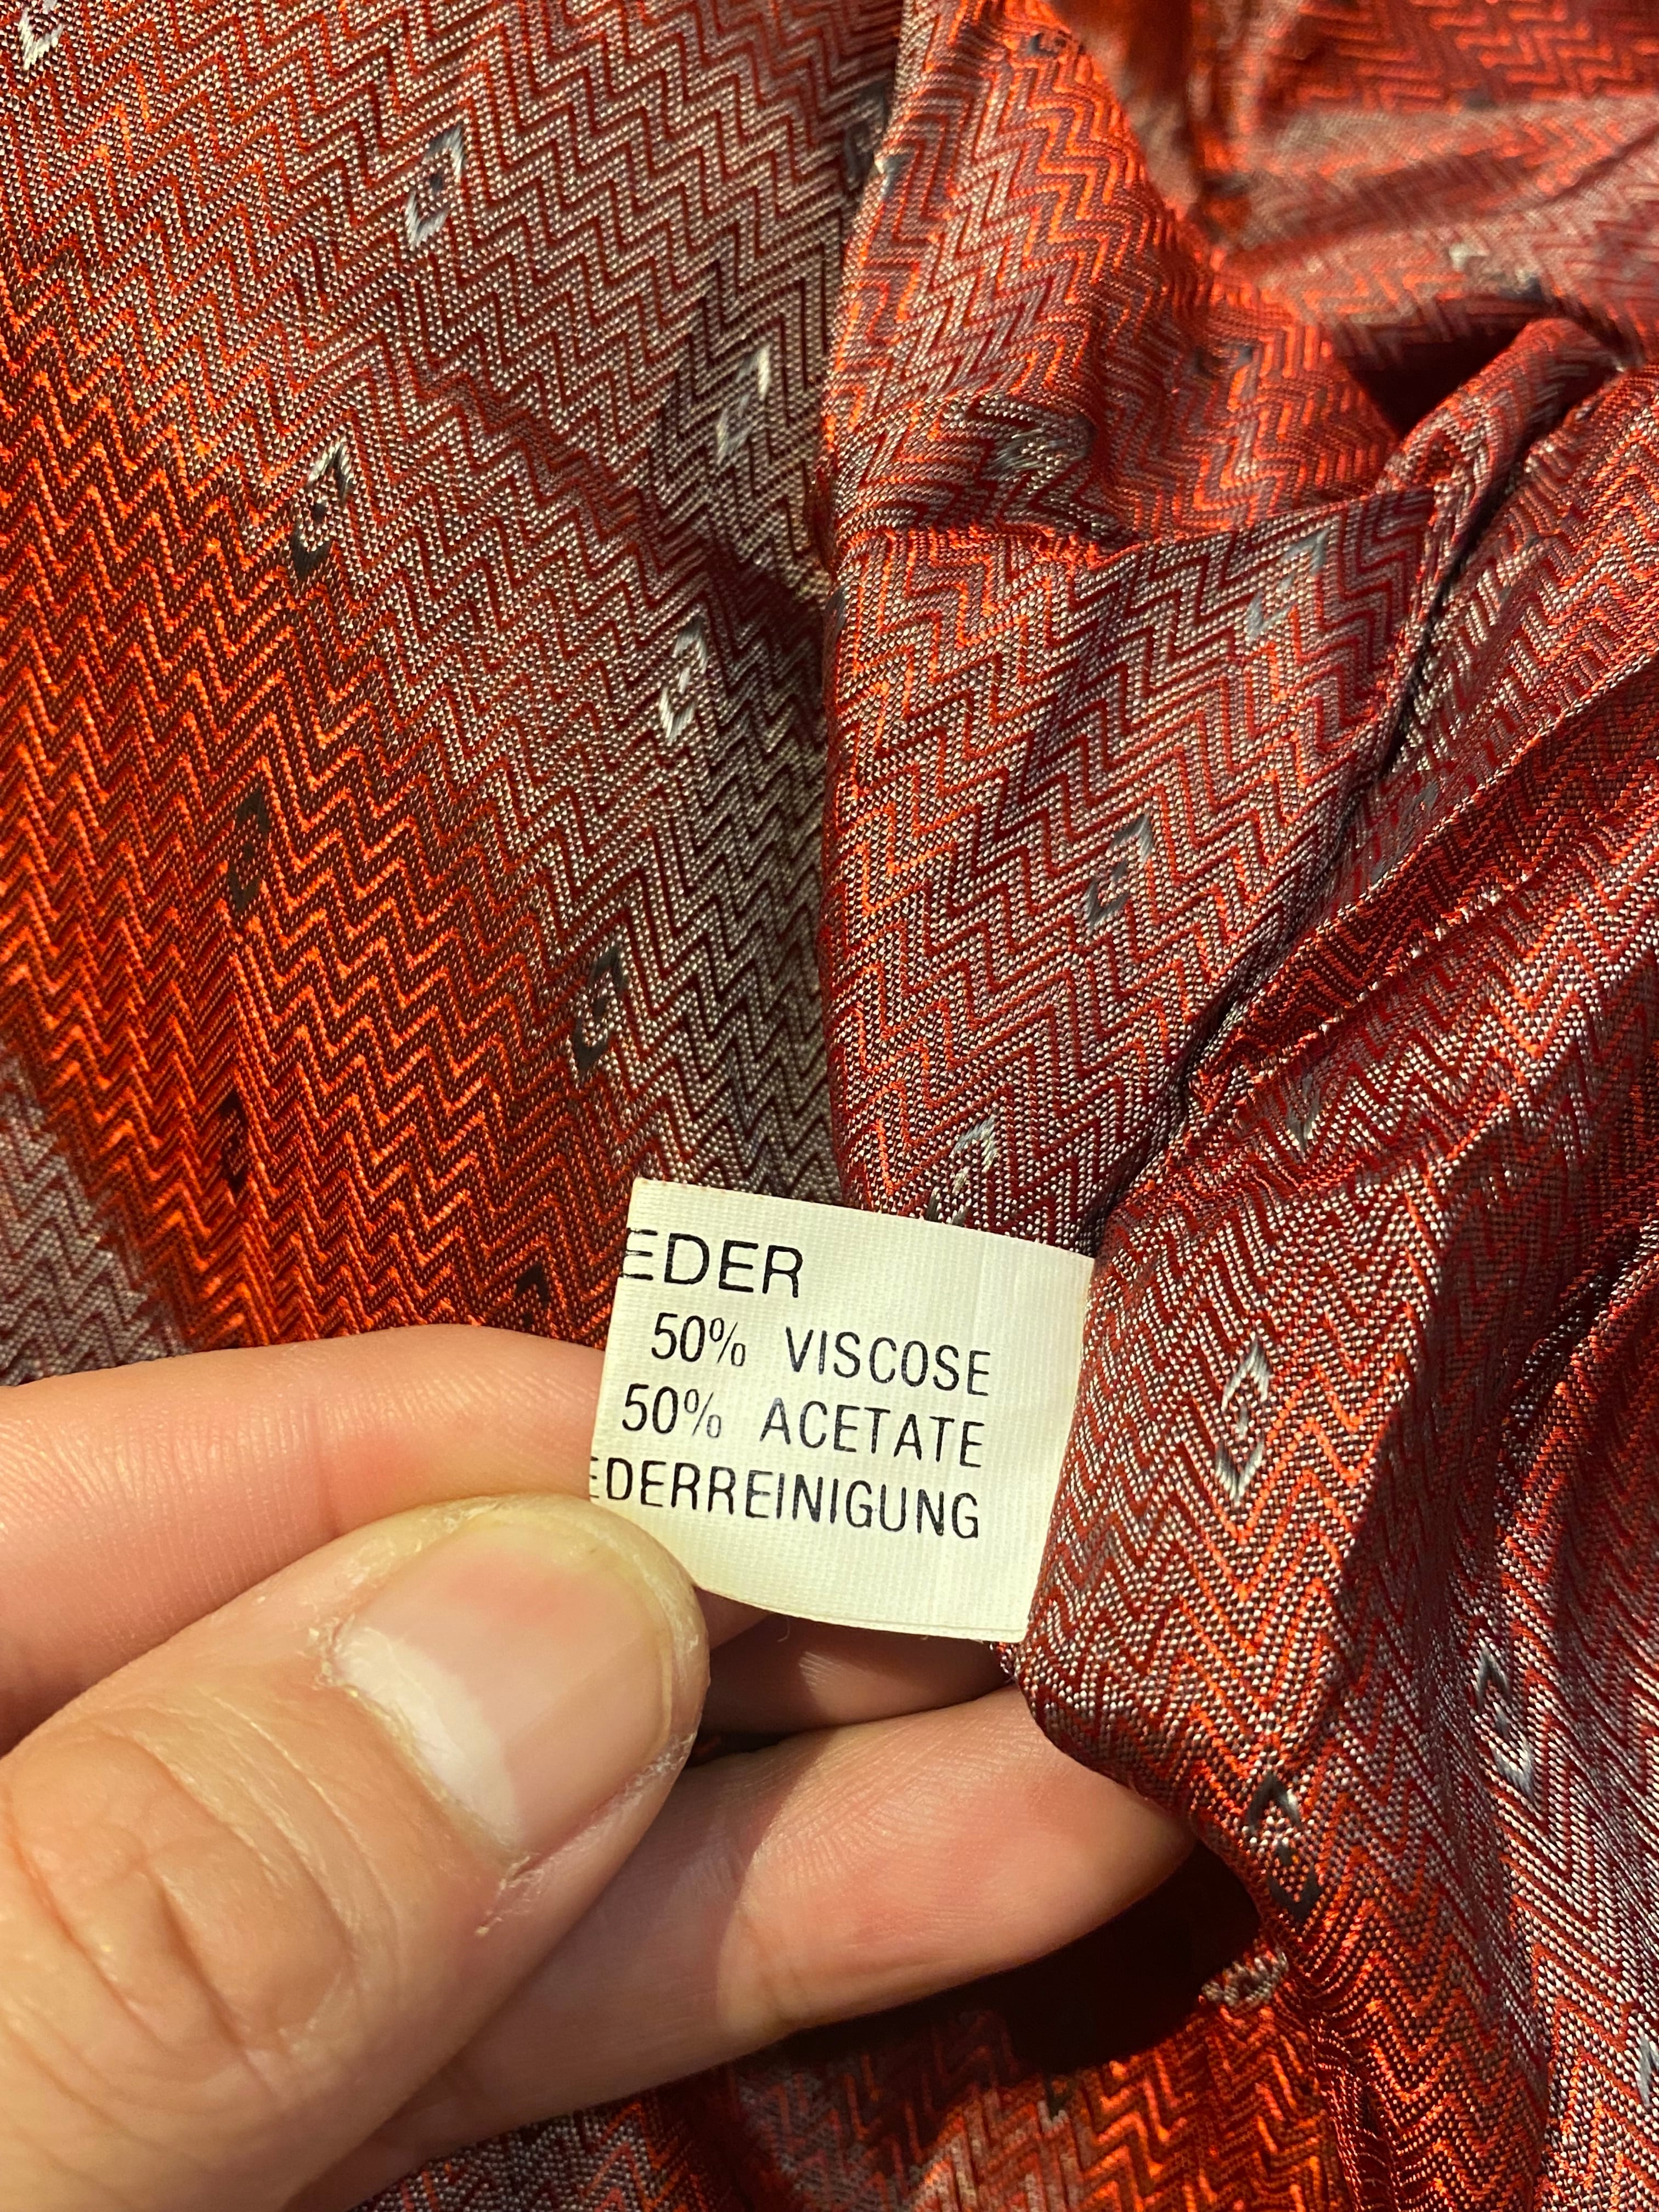 EDER
50% VISCOSE
50% ACETATE
EDERREINIGUNG